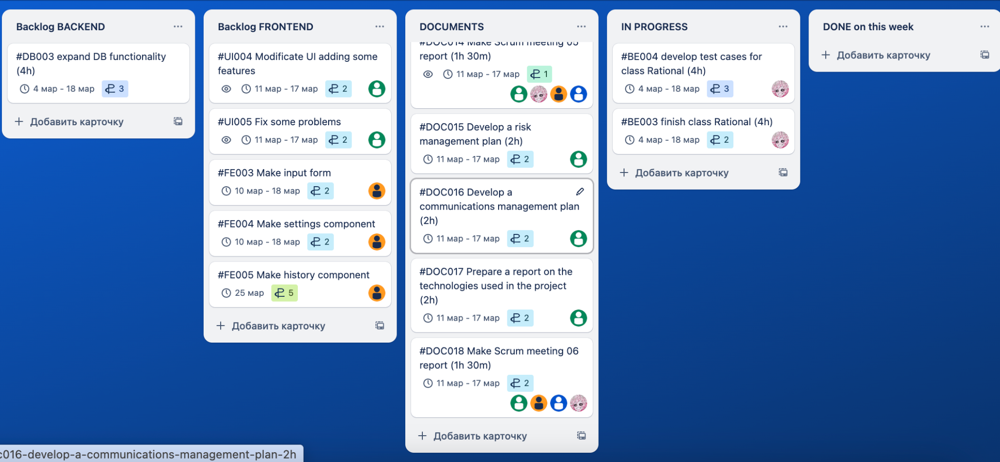 Backlog BACKEND
#DB003 expand DB functionality
(4h)
4 мар - 18 мар
3
Добавить карточку
Backlog FRONTEND
#UI004 Modificate UI adding some
features
11 мар - 17 мар
2
#UI005 Fix some problems
11 мар - 17 мар
2
#FE003 Make input form
10 мар - 18 мар
2
#FE004 Make settings component
10 мар - 18 мар
2
#FE005 Make history component
25 мар
5
Добавить карточку
DOCUMENTS
#DOC014 Make Scrum meeting 05
report (1h 30m)
11 мар - 17 мар
1
#DOC015 Develop a risk
management plan (2h)
11 мар - 17 мар
2
#DOC016 Develop a
communications management plan
(2h)
11 мар - 17 мар
2
#DOC017 Prepare a report on the
technologies used in the project
(2h)
11 мар - 17 мар
2
#DOC018 Make Scrum meeting 06
report (1h 30m)
11 мар - 17 мар
2
Добавить карточку
IN PROGRESS
#BE004 develop test cases for
class Rational (4h)
4 мар - 18 мар
3
#BE003 finish class Rational (4h)
4 мар - 18 мар
2
Добавить карточку
DONE on this week
Добавить карточку
c016-develop-a-communications-management-plan-2h